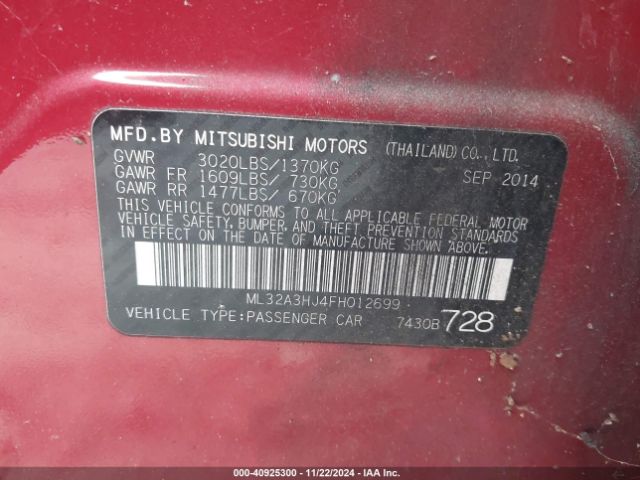 MFD.BY MITSUBISHI MOTORS (THAILAND) CO., LTD.
GVWR 3020LBS/1370KG SEP 2014
GAWR FR 1609LBS/ 730KG
GAWR RR 1477LBS/ 670KG
THIS VEHICLE CONFORMS TO ALL APPLICABLE FEDERAL MOTOR
VEHICLE SAFETY, BUMPER, AND THEFT PREVENTION STANDARDS
IN EFFECT ON THE DATE OF MANUFACTURE SHOWN ABOVE.
ML32A3HJ4FH012699
VEHICLE TYPE:PASSENGER CAR 7430B 728
000-40925300 - 11/22/2024 - IAA Inc.